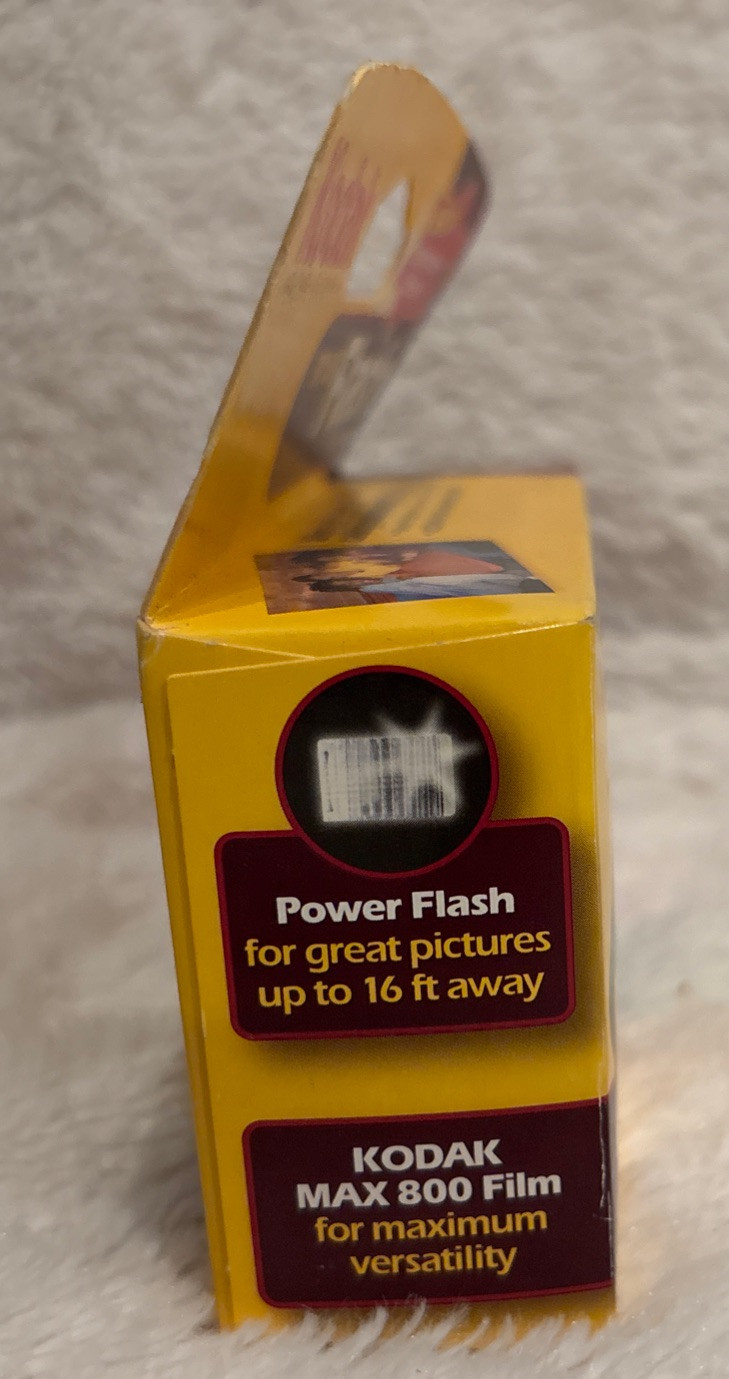 Power Flash
for great pictures
up to 16 ft away
KODAK
MAX 800 Film
for maximum
versatility